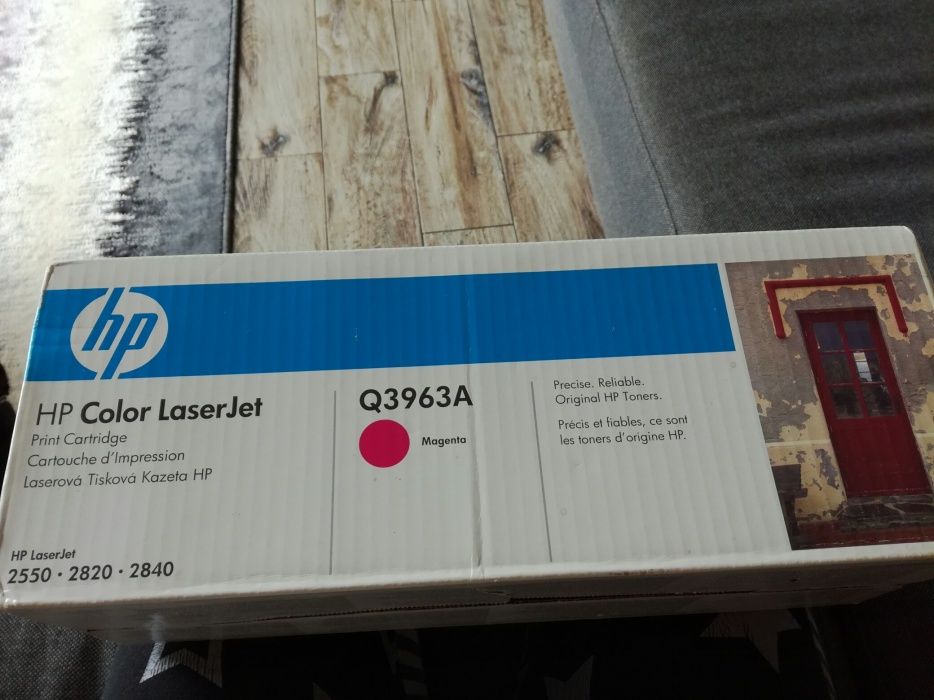 hp
HP Color LaserJet
Print Cartridge
Cartouche d'Impression
Laserová Tisková Kazeta HP
HP LaserJet
2550 · 2820 · 2840
Q3963A
Magenta
Precise. Reliable.
Original HP Toners.
Précis et fiables, ce sont
les toners d'origine HP.